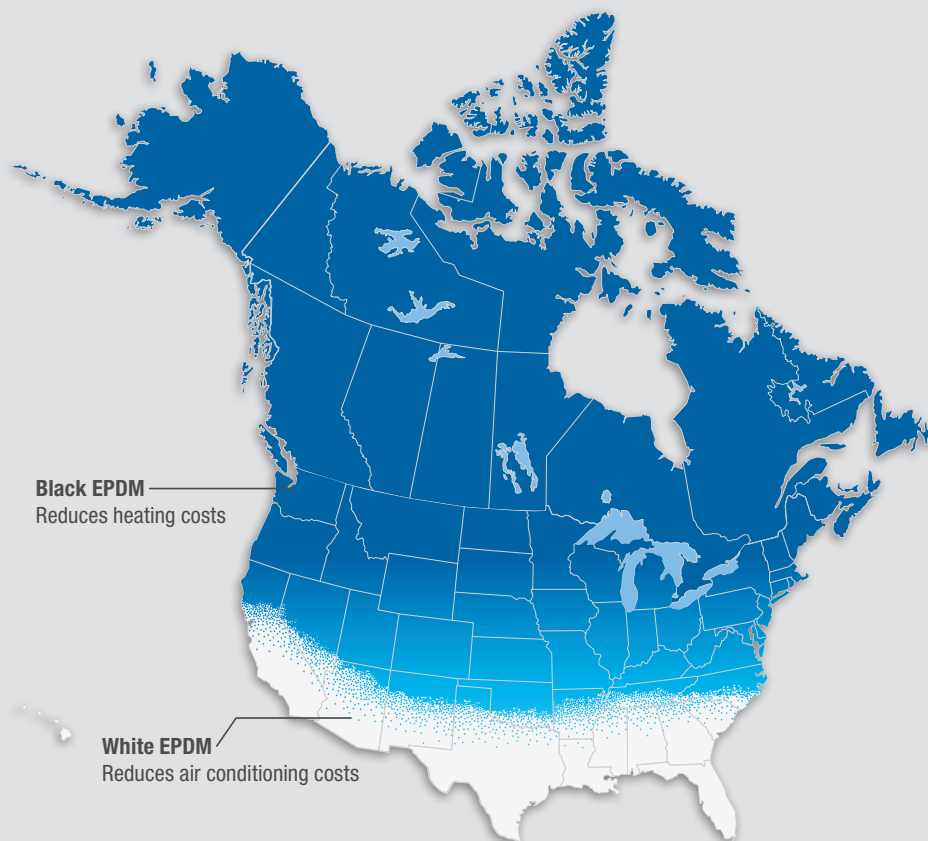 Black EPDM
Reduces heating costs
White EPDM
Reduces air conditioning costs